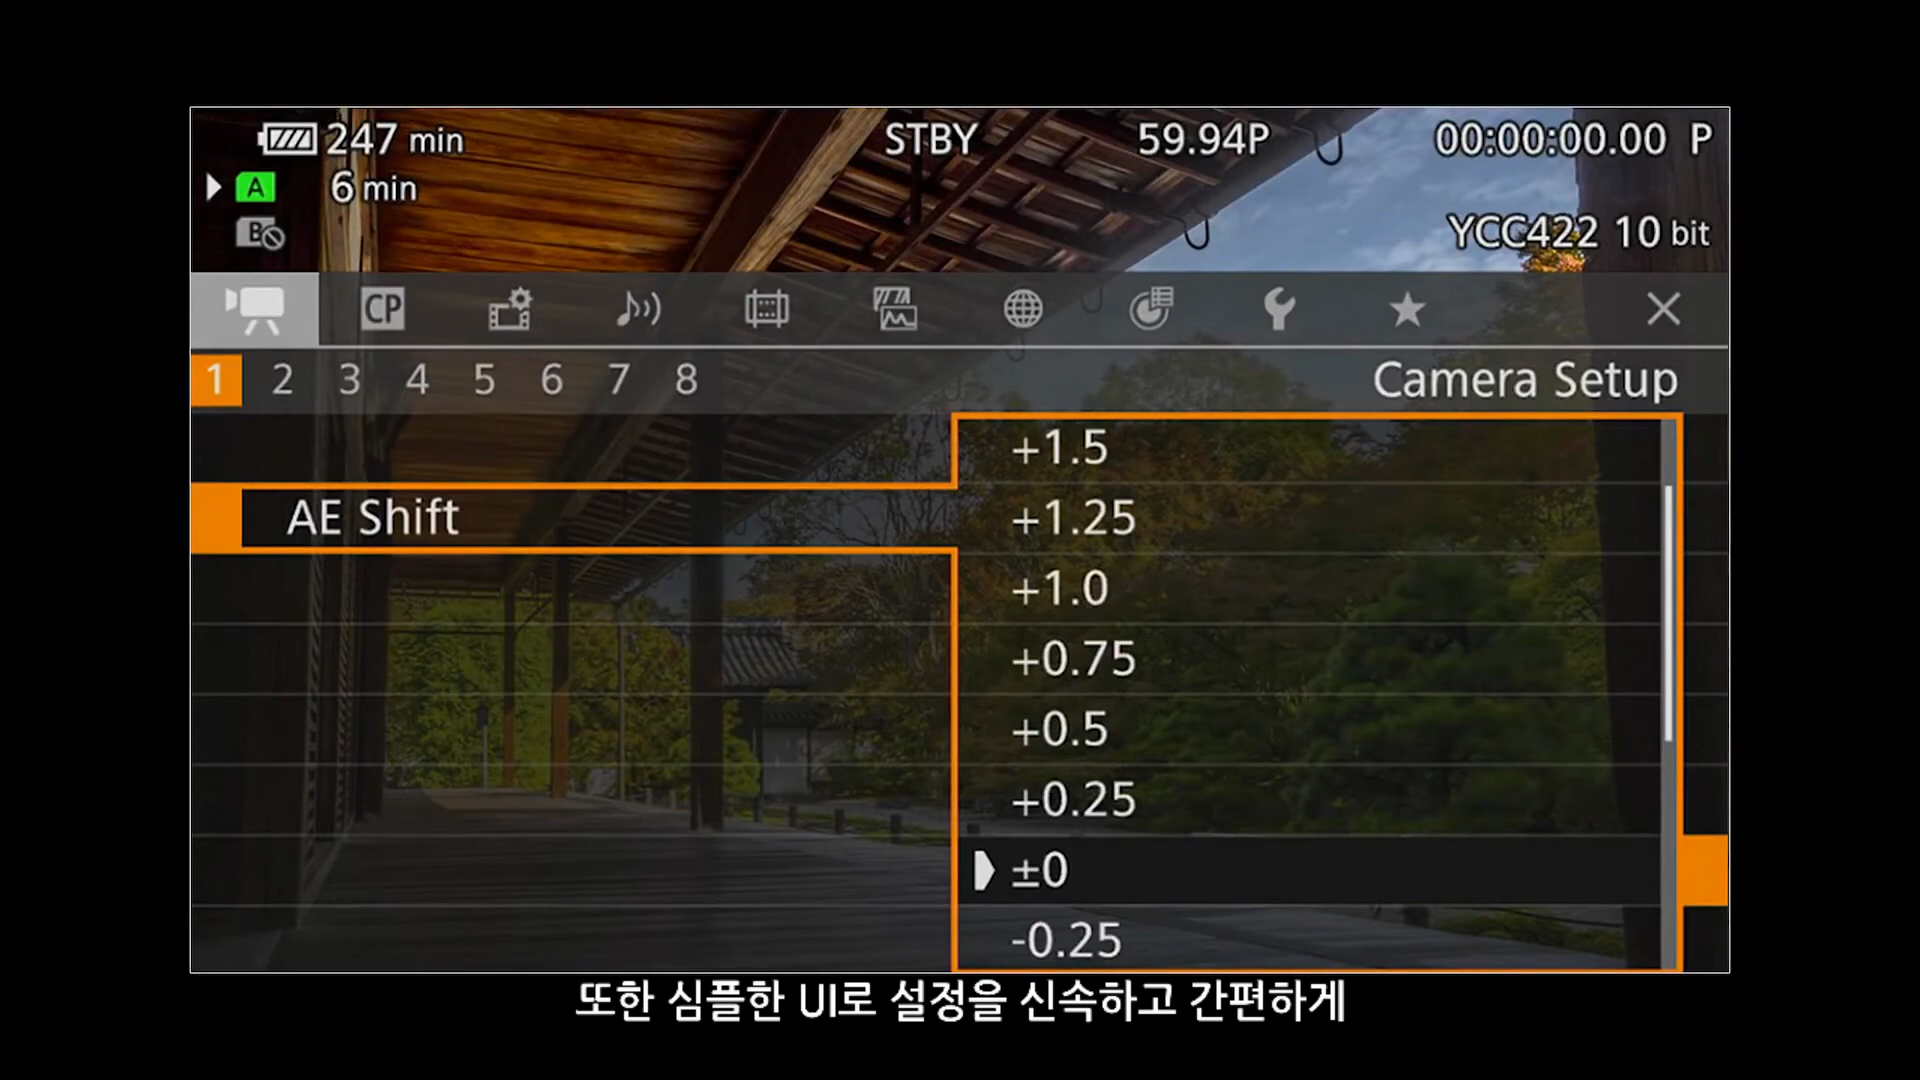 247 min STBY 59.94P 00:00:00.00 P
A 6 min
B YCC422 10 bit
CP
1 2 3 4 5 6 7 8 Camera Setup
+1.5
AE Shift +1.25
+1.0
+0.75
+0.5
+0.25
±0
-0.25
또한 심플한 UI로 설정을 신속하고 간편하게